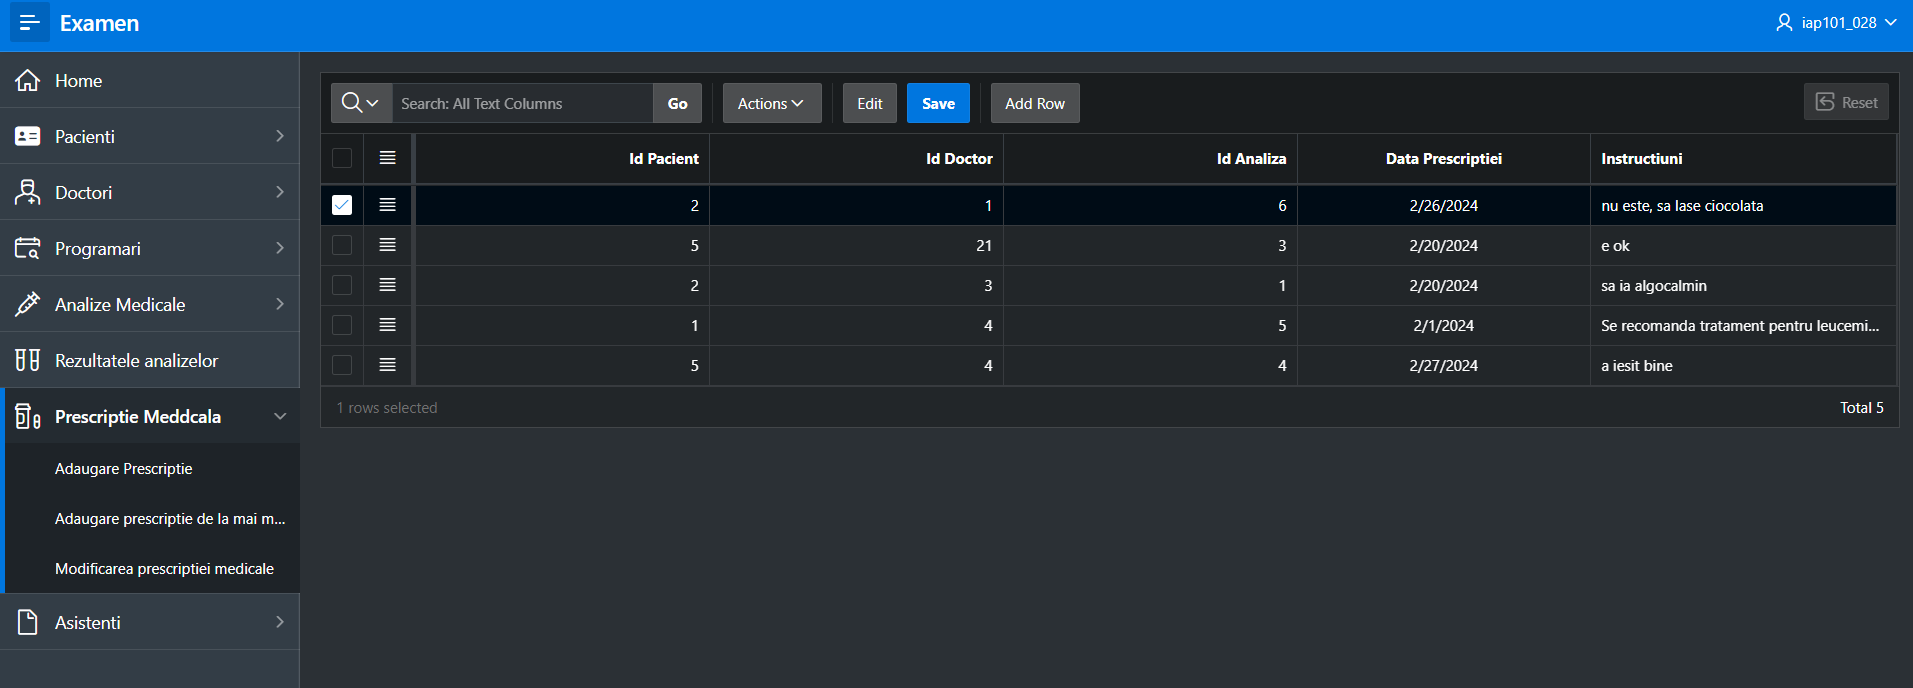 Examen
iap101_028
Home
Pacienti
Doctori
Programari
Analize Medicale
Rezultatele analizelor
Prescriptie Meddcala
Adaugare Prescriptie
Adaugare prescriptie de la mai m...
Modificarea prescriptiei medicale
Asistenti
Search: All Text Columns Go Actions Edit Save Add Row Reset
Id Pacient Id Doctor Id Analiza Data Prescriptiei Instructiuni
2 1 6 2/26/2024 nu este, sa lase ciocolata
5 21 3 2/20/2024 e ok
2 3 1 2/20/2024 sa ia algocalmin
1 4 5 2/1/2024 Se recomanda tratament pentru leucemi...
5 4 4 2/27/2024 a iesit bine
1 rows selected Total 5